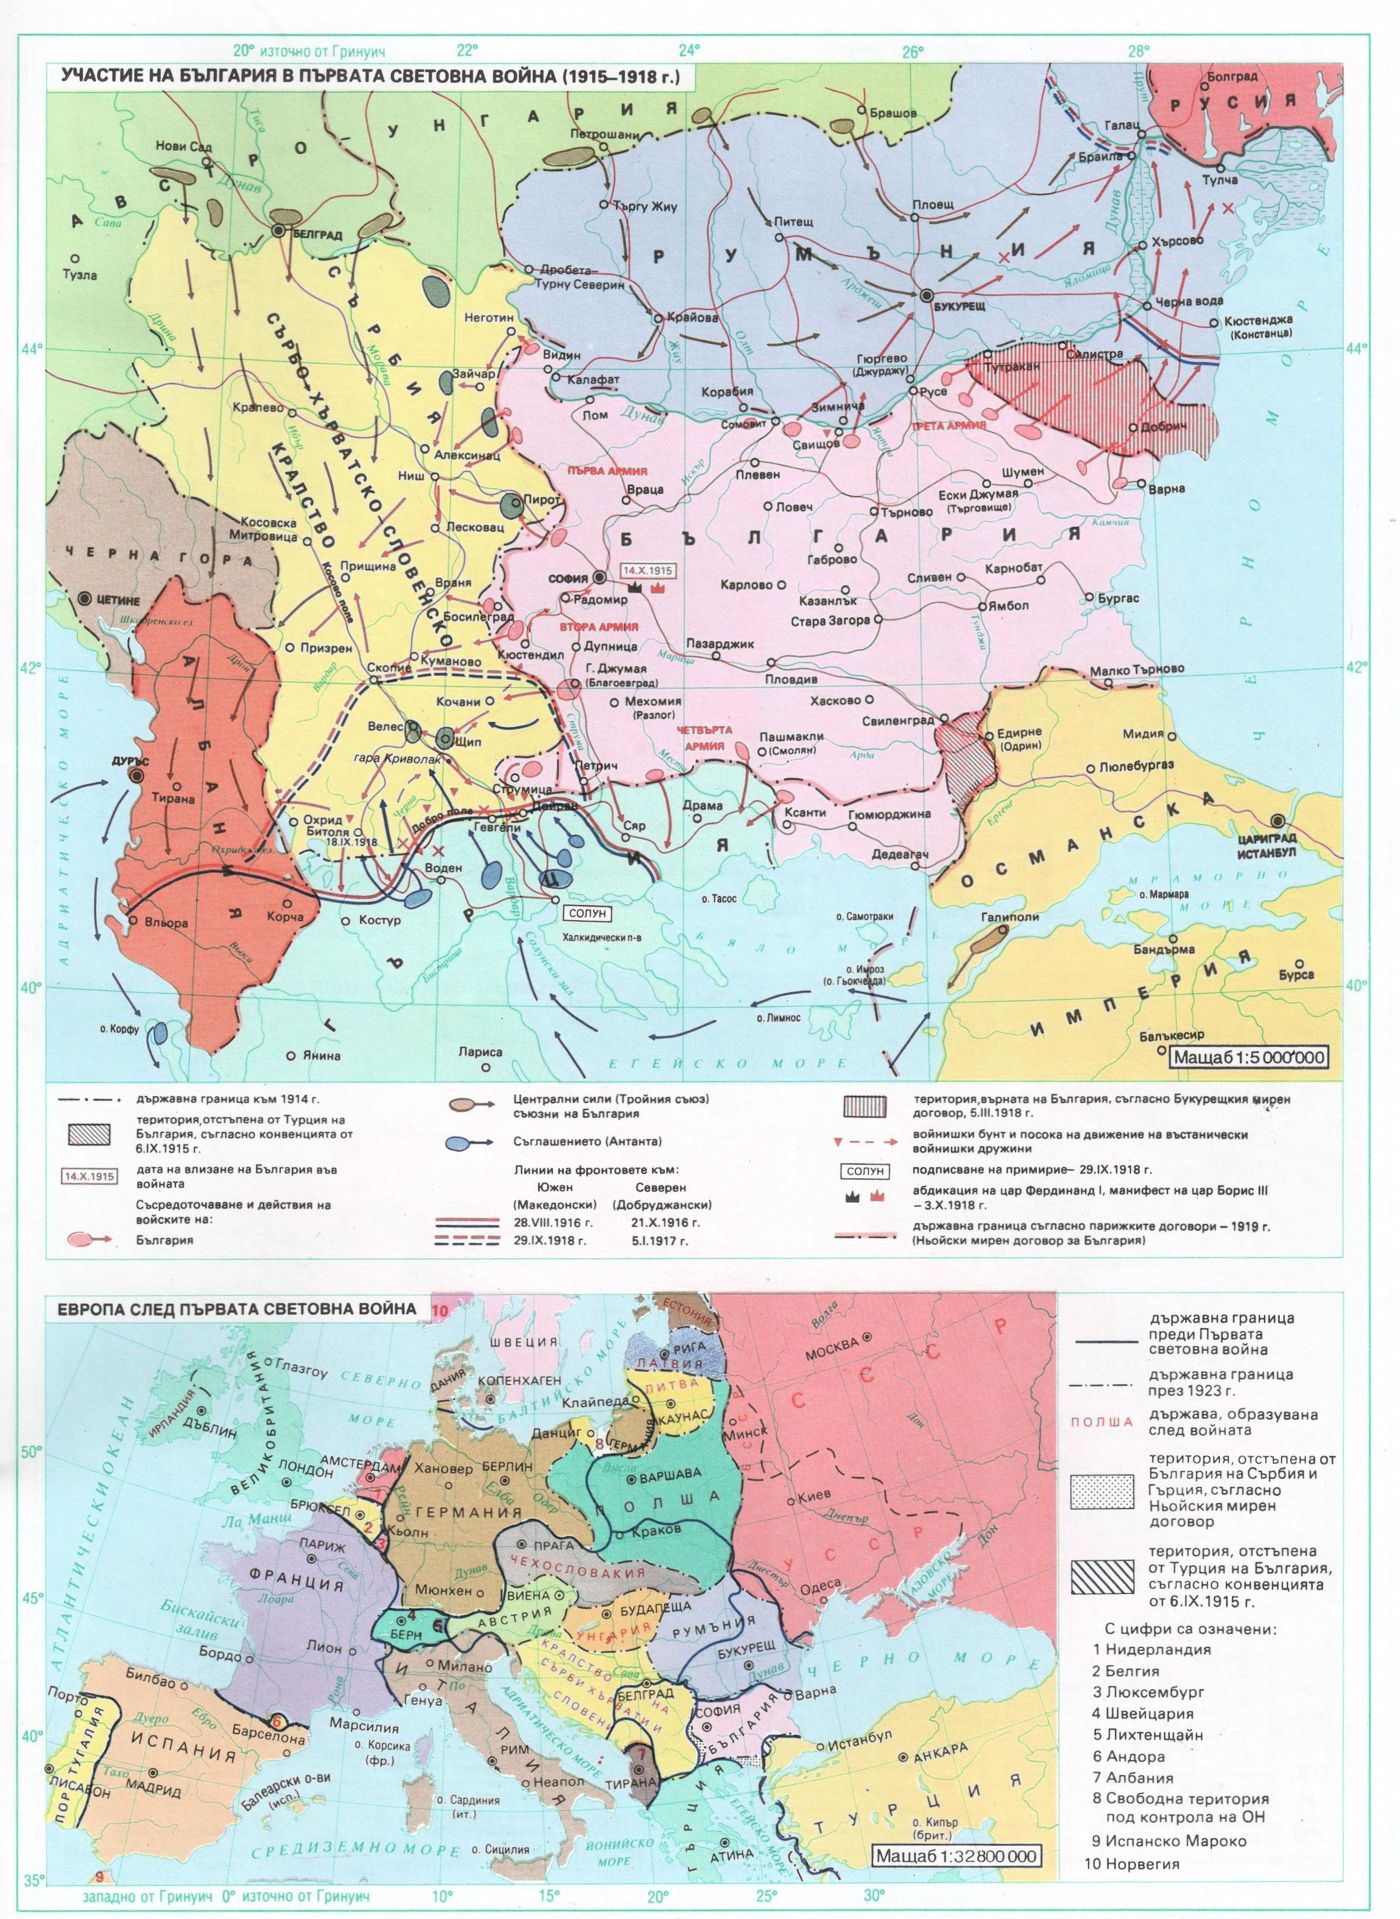 20° източно от Гринуич 22° 24° 26° 28°
УЧАСТИЕ НА БЪЛГАРИЯ В ПЪРВАТА СВЕТОВНА ВОЙНА (1915–1918 г.)
АВСТРО-УНГАРИЯ
РУСИЯ
Болград
Нови Сад
Тиса
Дунав
Сава
Тузла
БЕЛГРАД
Петрошани
Брашов
Галац
Прут
Браила
Тулча
Търгу Жиу
Питещ
Плоещ
Дунав
Хърсово
РУМЪНИЯ
Дробета-
Турну Северин
Яломица
Арджеш
БУКУРЕЩ
Черна вода
Кюстенджа
(Констанца)
Крайова
Жиу
Олт
44°
44°
Дрина
СЪРБИЯ
СЪРБО-ХЪРВАТСКО-СЛОВЕНСКО
КРАЛСТВО
Морава
Неготин
Зайчар
Видин
Калафат
Лом
Дунав
Корабия
Сомовит
Зимнича
Свищов
Гюргево
(Джурджу)
Русе
Тутракан
Силистра
Добрич
Варна
ТРЕТА АРМИЯ
Янтра
Кралево
Ибър
Алексинац
Ниш
Пирот
Лесковац
ПЪРВА АРМИЯ
Враца
Искър
Плевен
Ловеч
Търново
Шумен
Ески Джумая
(Търговище)
Камчия
БЪЛГАРИЯ
Габрово
ЧЕРНА ГОРА
Косовска
Митровица
Прищина
Косово поле
Враня
Босилеград
СОФИЯ
14.X.1915
Радомир
Карлово
Казанлък
Сливен
Карнобат
Ямбол
Бургас
Стара Загора
Тунджа
ЦЕТИНЕ
Шкодренско ез.
Дрон
Призрен
ВТОРА АРМИЯ
Кюстендил
Дупница
Пазарджик
Марица
Пловдив
42°
42°
Малко Търново
Скопие
Куманово
Вардар
Г. Джумая
(Благоевград)
Мехомия
(Разлог)
Кочани
Велес
Щип
гара Криволак
Струма
Хасково
Свиленград
Едирне
(Одрин)
Мидия
Люлебургаз
Ергене
ЧЕТВЪРТА
АРМИЯ
Пашмакли
(Смолян)
Арда
Места
АЛБАНИЯ
ДУРЪС
Тирана
Охрид
Охридско ез.
Битоля
18.IX.1918
Черна
Добро поле
Струмица
Петрич
Дойран
Гевгели
Сяр
Драма
Ксанти
Гюмюрджина
Дедеагач
ОСМАНСКА
ИМПЕРИЯ
ЦАРИГРАД
ИСТАНБУЛ
МРАМОРНО
МОРЕ
о. Мармара
Галиполи
Бандърма
Бурса
Балъкесир
Вльора
Корча
Вьоса
Костур
Воден
Вардар
СОЛУН
Халкидически п-в
Солунски зал
Бистрица
о. Тасос
о. Самотраки
о. Имроз
(о. Гьокчеада)
о. Лимнос
БЯЛО МОРЕ
ЕГЕЙСКО МОРЕ
ЧЕРНО МОРЕ
АДРИАТИЧЕСКО МОРЕ
ГЪРЦИЯ
40°
40°
о. Корфу
Янина
Лариса
Мащаб 1:5 000 000
държавна граница към 1914 г.
територия, отстъпена от Турция на
България, съгласно конвенцията от
6.IX.1915 г.
14.X.1915
дата на влизане на България във
войната
Съсредоточаване и действия на
войските на:
България
Централни сили (Тройния съюз)
съюзни на България
Съглашението (Антанта)
Линии на фронтовете към:
Южен Северен
(Македонски) (Добруджански)
28.VIII.1916 г. 21.X.1916 г.
29.IX.1918 г. 5.I.1917 г.
територия, върната на България, съгласно Букурещкия мирен
договор, 5.III.1918 г.
войнишки бунт и посока на движение на въстанически
войнишки дружини
СОЛУН подписване на примирие– 29.IX.1918 г.
абдикация на цар Фердинанд I, манифест на цар Борис III
– 3.X.1918 г.
държавна граница съгласно парижките договори – 1919 г.
(Ньойски мирен договор за България)
ЕВРОПА СЛЕД ПЪРВАТА СВЕТОВНА ВОЙНА
10
ШВЕЦИЯ
ЕСТОНИЯ
Волга
МОСКВА
РСССР
РИГА
ЛАТВИЯ
ЛИТВА
КАУНАС
Клайпеда
БАЛТИЙСКО МОРЕ
ДАНИЯ
КОПЕНХАГЕН
СЕВЕРНО
МОРЕ
Глазгоу
ИРЛАНДИЯ
ДЪБЛИН
ВЕЛИКОБРИТАНИЯ
ЛОНДОН
АТЛАНТИЧЕСКИ ОКЕАН
50°
45°
40°
35°
Ла Манш
АМСТЕРДАМ
БРЮКСЕЛ
2
3
Хановер
БЕРЛИН
Рейн
Елба
Одер
ГЕРМАНИЯ
Кьолн
Данциг
8
ГЕРМАНИЯ
Минск
Висла
ВАРШАВА
ПОЛША
Краков
Киев
Днепър
Дон
Дон
УССР
Днестър
Одеса
АЗОВСКО
МОРЕ
ПАРИЖ
Сена
ФРАНЦИЯ
Лоара
Бискайски
залив
Бордо
Лион
Рона
Марсилия
ПРАГА
ЧЕХОСЛОВАКИЯ
Дунав
Мюнхен
ВИЕНА
АВСТРИЯ
4
5
БЕРН
БУДАПЕЩА
УНГАРИЯ
Драва
Сава
РУМЪНИЯ
БУКУРЕЩ
Дунав
ЧЕРНО МОРЕ
Милано
По
Генуа
ИТАЛИЯ
РИМ
Неапол
АДРИАТИЧЕСКО МОРЕ
КРАЛСТВО
НА
СЪРБИ ХЪРВАТИ И
СЛОВЕНИ
БЕЛГРАД
СОФИЯ
БЪЛГАРИЯ
Варна
7
ТИРАНА
ГЪРЦИЯ
АТИНА
ЕГЕЙСКО МОРЕ
Истанбул
АНКАРА
ТУРЦИЯ
о. Кипър
(брит.)
Билбао
Порто
Дуеро
Ебро
6
Барселона
ИСПАНИЯ
МАДРИД
Тахо
ПОРТУГАЛИЯ
ЛИСАБОН
Балеарски о-ви
(исп.)
о. Корсика
(фр.)
о. Сардиния
(ит.)
о. Сицилия
СРЕДИЗЕМНО МОРЕ
ЙОНИЙСКО
МОРЕ
9
Мащаб 1:32 800 000
западно от Гринуич 0° източно от Гринуич 10° 15° 20° 25° 30°
държавна граница
преди Първата
световна война
държавна граница
през 1923 г.
ПОЛША държава, образувана
след войната
територия, отстъпена от
България на Сърбия и
Гърция, съгласно
Ньойския мирен
договор
територия, отстъпена
от Турция на България,
съгласно конвенцията
от 6.IX.1915 г.
С цифри са означени:
1 Нидерландия
2 Белгия
3 Люксембург
4 Швейцария
5 Лихтенщайн
6 Андора
7 Албания
8 Свободна територия
под контрола на ОН
9 Испанско Мароко
10 Норвегия